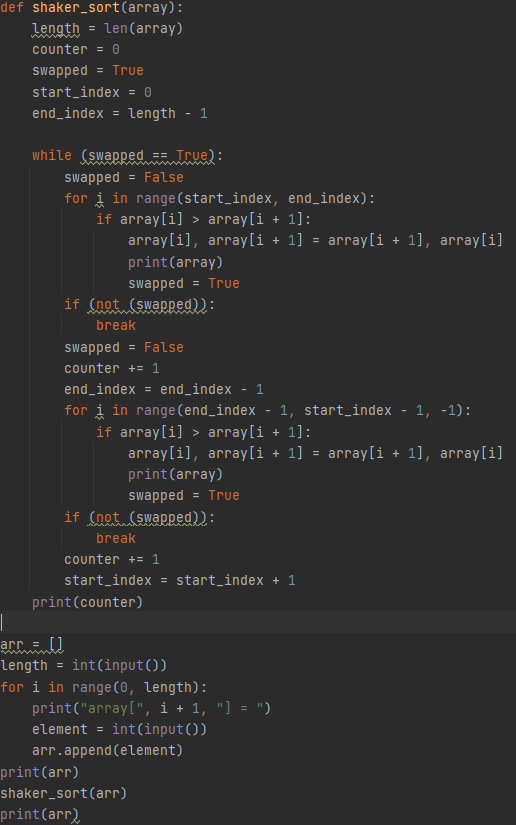 def shaker_sort(array):
    length = len(array)
    counter = 0
    swapped = True
    start_index = 0
    end_index = length - 1

    while (swapped == True):
        swapped = False
        for i in range(start_index, end_index):
            if array[i] > array[i + 1]:
                array[i], array[i + 1] = array[i + 1], array[i]
                print(array)
                swapped = True
        if (not (swapped)):
            break
        swapped = False
        counter += 1
        end_index = end_index - 1
        for i in range(end_index - 1, start_index - 1, -1):
            if array[i] > array[i + 1]:
                array[i], array[i + 1] = array[i + 1], array[i]
                print(array)
                swapped = True
        if (not (swapped)):
            break
        counter += 1
        start_index = start_index + 1
    print(counter)

arr = []
length = int(input())
for i in range(0, length):
    print("array[", i + 1, "] = ")
    element = int(input())
    arr.append(element)
print(arr)
shaker_sort(arr)
print(arr)